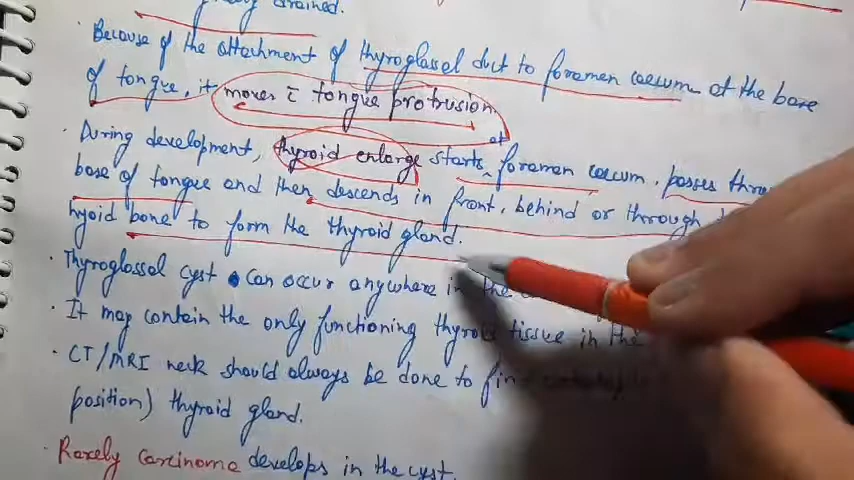 drained.
Because of the attachment of thyroglossal duct to foramen caecum at the base
of tongue, it moves c̄ tongue protrusion.
During development, thyroid enlarge starts at foramen caecum. passes thro
base of tongue and then descends in front, behind or through
hyoid bone to form the thyroid gland.
Thyroglossal cyst can occur anywhere in the
It may contain the only functioning thyroid tissue in the
CT/MRI neck should always be done to find
position) thyroid gland.
Rarely carcinoma develops in the cyst.